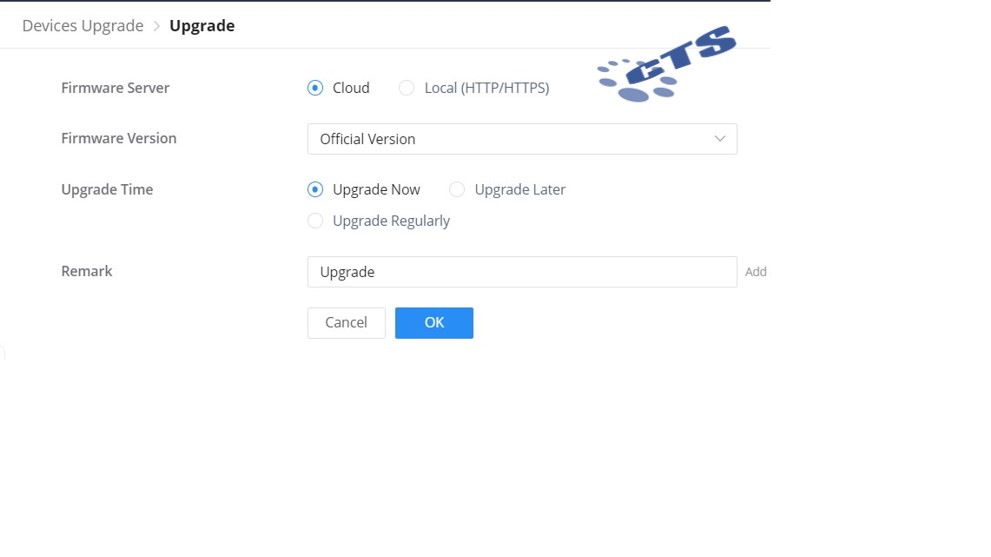 Devices Upgrade > Upgrade
CTS
Firmware Server Cloud Local (HTTP/HTTPS)
Firmware Version Official Version
Upgrade Time Upgrade Now Upgrade Later
Upgrade Regularly
Remark Upgrade Add
Cancel OK